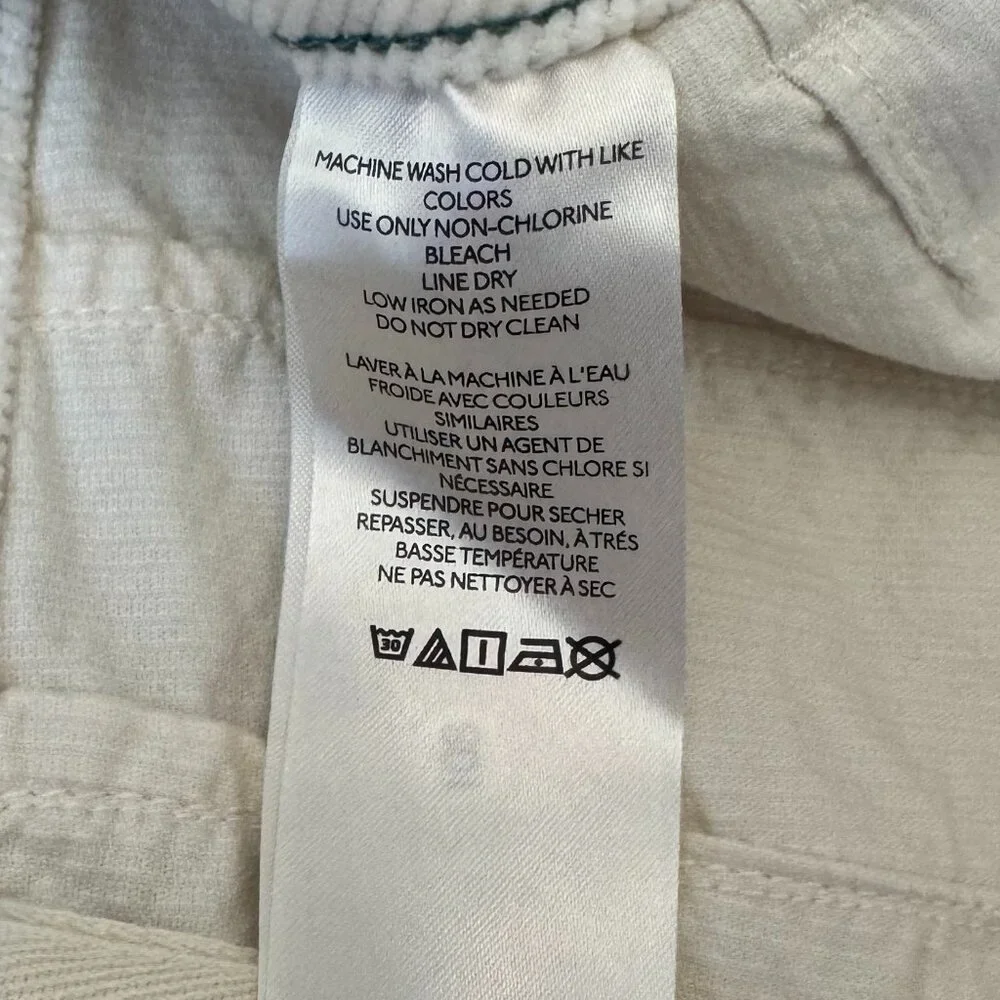 MACHINE WASH COLD WITH LIKE
COLORS
USE ONLY NON-CHLORINE
BLEACH
LINE DRY
LOW IRON AS NEEDED
DO NOT DRY CLEAN
LAVER À LA MACHINE À L'EAU
FROIDE AVEC COULEURS
SIMILAIRES
UTILISER UN AGENT DE
BLANCHIMENT SANS CHLORE SI
NÉCESSAIRE
SUSPENDRE POUR SECHER
REPASSER, AU BESOIN, À TRÉS
BASSE TEMPÉRATURE
NE PAS NETTOYER À SEC
30